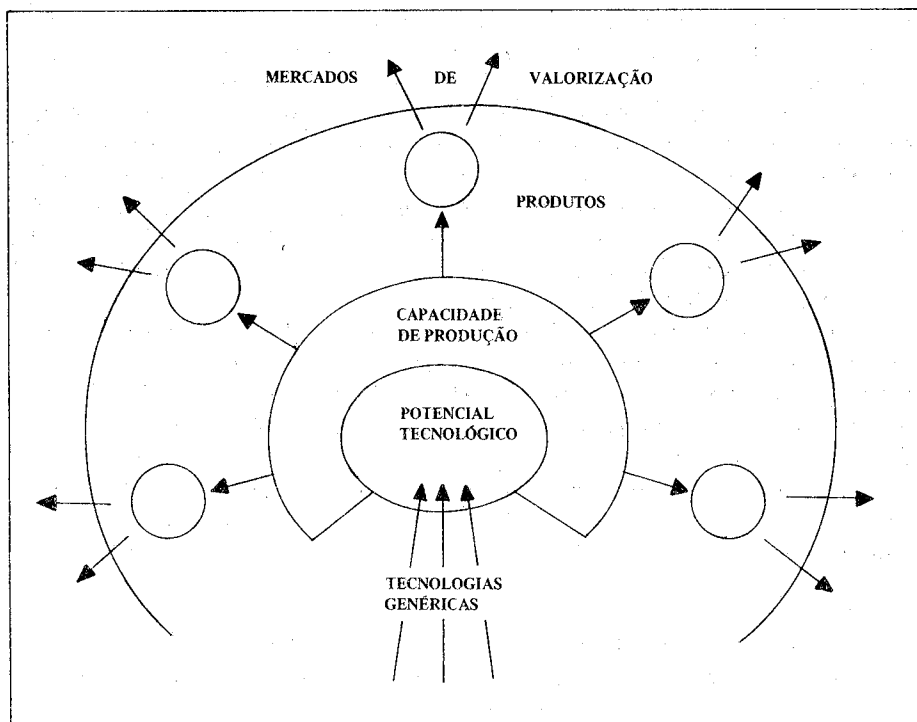 MERCADOS DE VALORIZAÇÃO
PRODUTOS
CAPACIDADE
DE PRODUÇÃO
POTENCIAL
TECNOLÓGICO
TECNOLOGIAS
GENÉRICAS